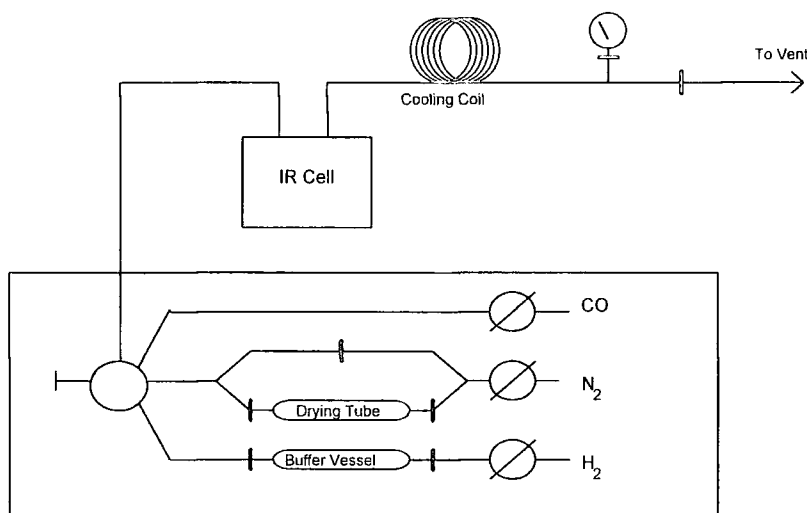 To Vent
Cooling Coil
IR Cell
CO
N2
Drying Tube
Buffer Vessel
H2